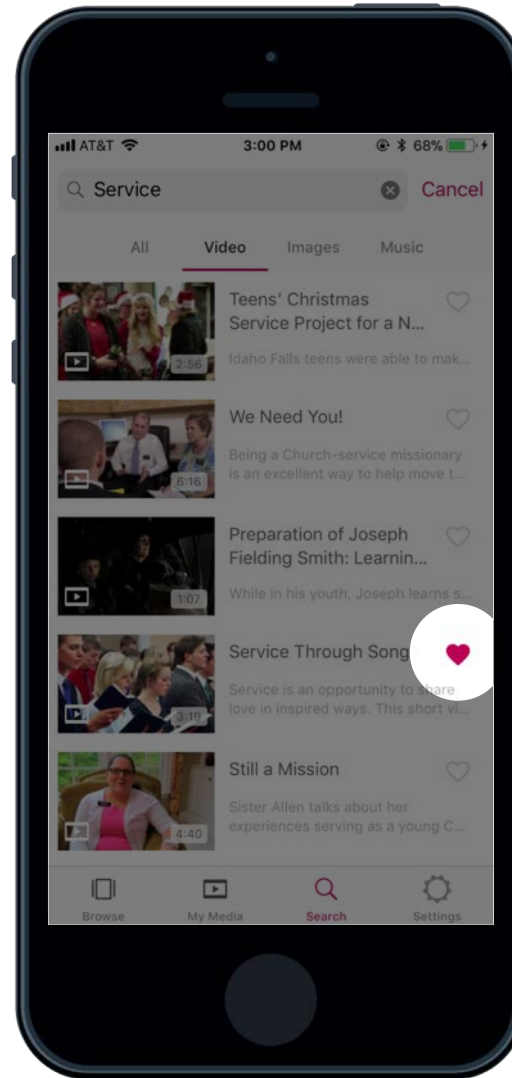 AT&T 3:00 PM 68%
Service Cancel
All Video Images Music
Teens’ Christmas
Service Project for a N...
2:56
Idaho Falls teens were able to mak...
We Need You!
Being a Church-service missionary
is an excellent way to help move t...
6:16
Preparation of Joseph
Fielding Smith: Learnin...
1:07
While in his youth, Joseph learns s...
Service Through Song
Service is an opportunity to share
love in inspired ways. This short vi...
3:19
Still a Mission
Sister Allen talks about her
experiences serving as a young C...
4:40
Browse My Media Search Settings